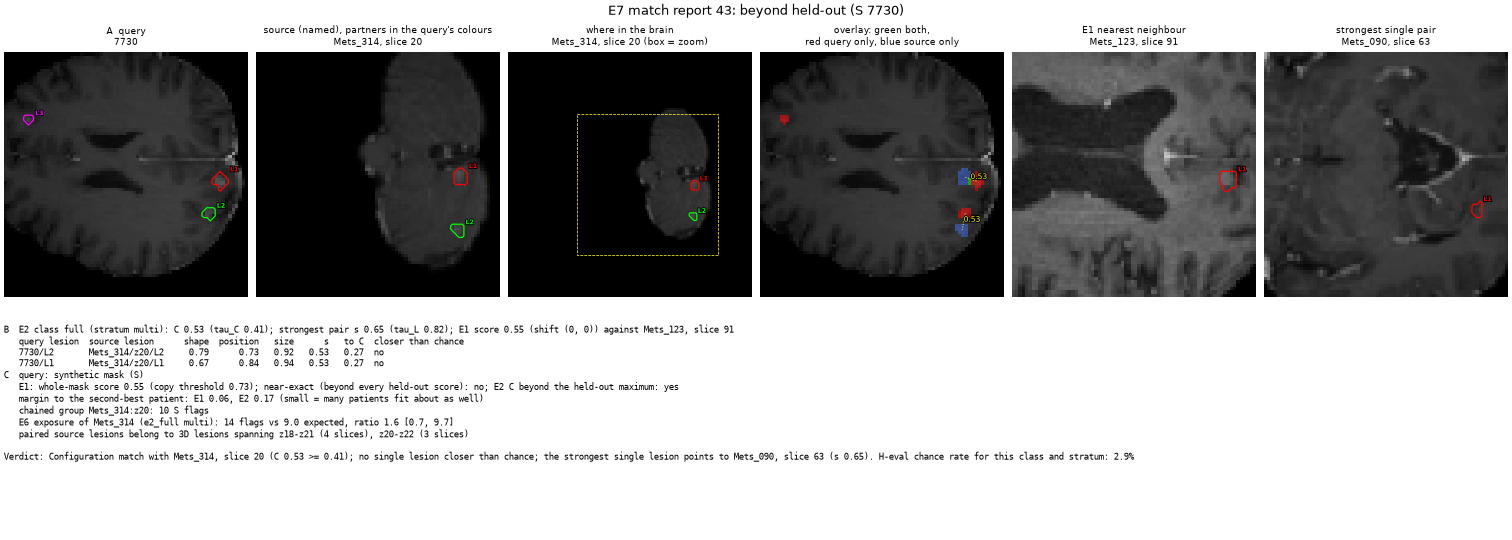 E7 match report 43: beyond held-out (S 7730)
A  query
7730
source (named), partners in the query's colours
Mets_314, slice 20
where in the brain
Mets_314, slice 20 (box = zoom)
overlay: green both,
red query only, blue source only
E1 nearest neighbour
Mets_123, slice 91
strongest single pair
Mets_090, slice 63
L1
L1
L2
L1
L2
L1
L2
0.53
0.53
L1
L1
B  E2 class full (stratum multi): C 0.53 (tau_C 0.41); strongest pair s 0.65 (tau_L 0.82); E1 score 0.55 (shift (0, 0)) against Mets_123, slice 91
query lesion  source lesion  shape  position  size  s  to C  closer than chance
7730/L2  Mets_314/z20/L2  0.79  0.73  0.92  0.53  0.27  no
7730/L1  Mets_314/z20/L1  0.67  0.84  0.94  0.53  0.27  no
C  query: synthetic mask (S)
E1: whole-mask score 0.55 (copy threshold 0.73); near-exact (beyond every held-out score): no; E2 C beyond the held-out maximum: yes
margin to the second-best patient: E1 0.06, E2 0.17 (small = many patients fit about as well)
chained group Mets_314:z20: 10 S flags
E6 exposure of Mets_314 (e2_full multi): 14 flags vs 9.0 expected, ratio 1.6 [0.7, 9.7]
paired source lesions belong to 3D lesions spanning z18-z21 (4 slices), z20-z22 (3 slices)
Verdict: Configuration match with Mets_314, slice 20 (C 0.53 >= 0.41); no single lesion closer than chance; the strongest single lesion points to Mets_090, slice 63 (s 0.65). H-eval chance rate for this class and stratum: 2.9%